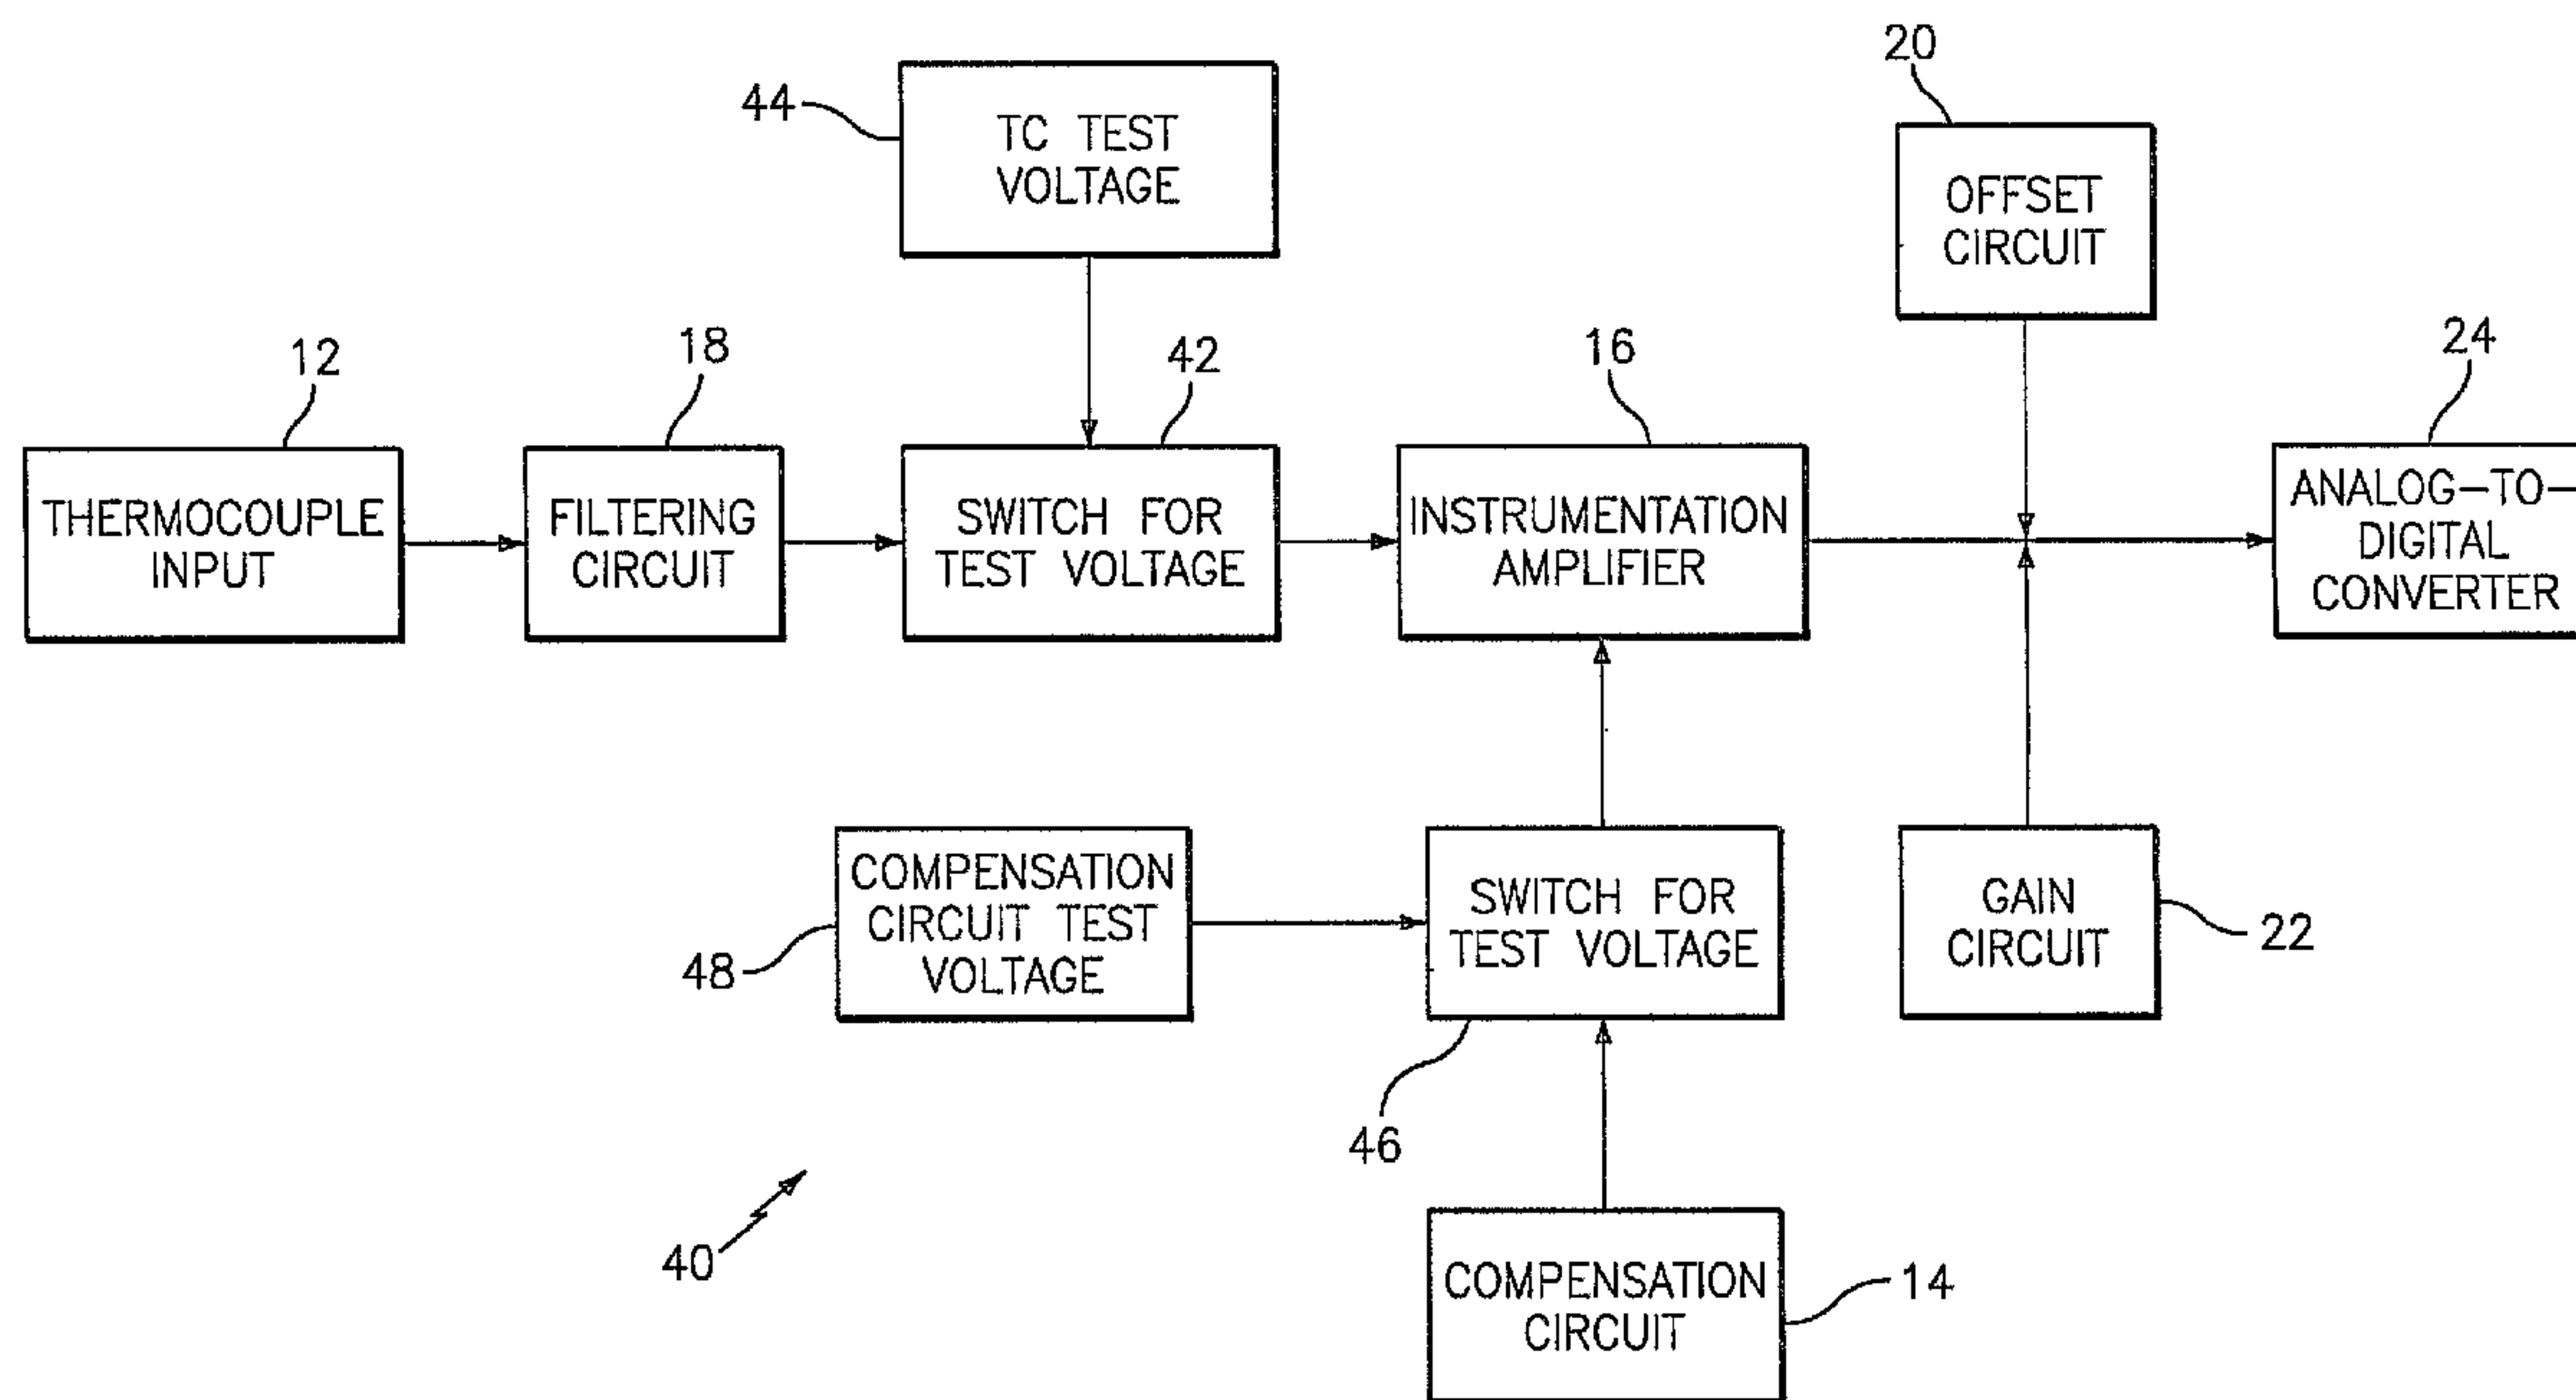 20
44
TC TEST
VOLTAGE
OFFSET
CIRCUIT
12
18
42
16
24
THERMOCOUPLE
INPUT
FILTERING
CIRCUIT
SWITCH FOR
TEST VOLTAGE
INSTRUMENTATION
AMPLIFIER
ANALOG-TO-
DIGITAL
CONVERTER
COMPENSATION
CIRCUIT TEST
VOLTAGE
48
SWITCH FOR
TEST VOLTAGE
46
GAIN
CIRCUIT
22
40
COMPENSATION
CIRCUIT
14